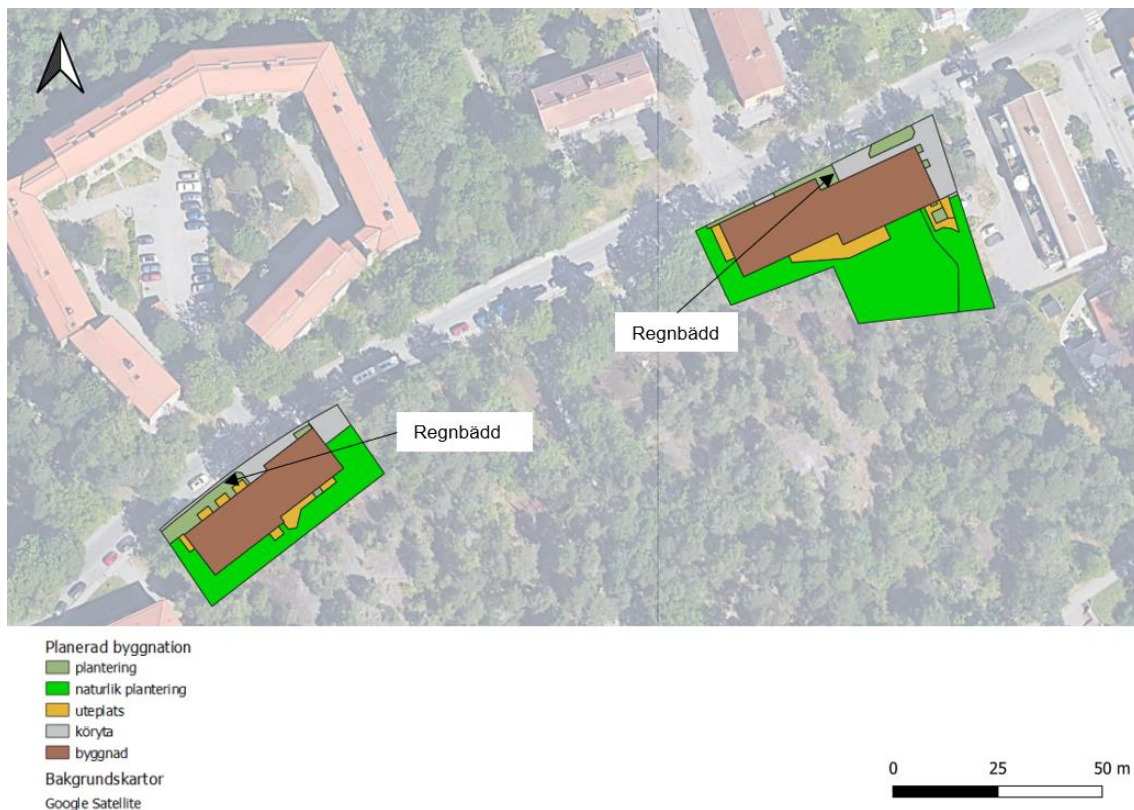 Regnbädd
Regnbädd
Planerad byggnation
plantering
naturlik plantering
uteplats
köryta
byggnad
Bakgrundskartor
Google Satellite
0 25 50 m